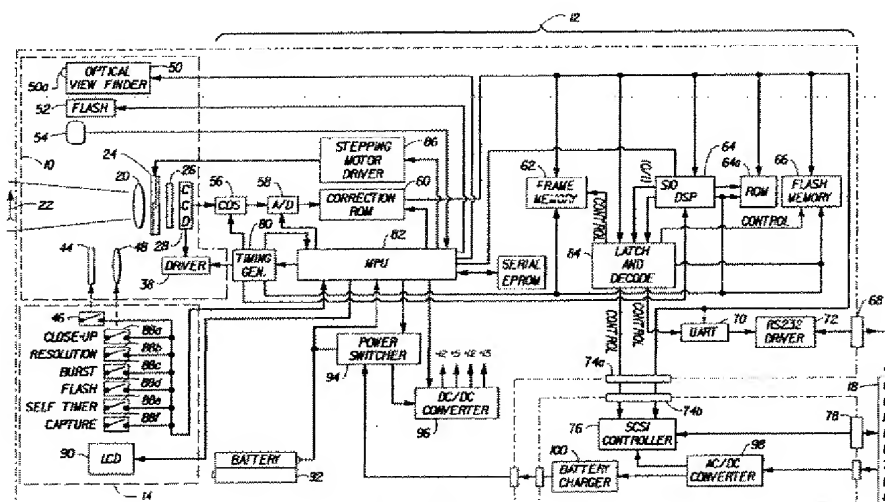 12
50a
OPTICAL
VIEW FINDER
50
52
FLASH
54
10
24
20
26
22
CCD
28
STEPPING
MOTOR
DRIVER
86
56
CDS
58
A/D
60
CORRECTION
ROM
62
FRAME
MEMORY
64
DSP
64a
ROM
66
FLASH
MEMORY
CONTROL
CONTROL
84
LATCH
AND
DECODE
44
48
38
DRIVER
80
TIMING
GEN.
82
MPU
SERIAL
EPROM
46
CLOSE-UP
88a
RESOLUTION
88b
BURST
88c
FLASH
88d
SELF TIMER
88e
CAPTURE
88f
90
LCD
14
POWER
SWITCHER
94
DC/DC
CONVERTER
96
BATTERY
92
CONTROL
CONTROL
74a
74b
UART
70
RS232
DRIVER
72
68
18
76
SCSI
CONTROLLER
78
100
BATTERY
CHARGER
AC/DC
CONVERTER
98